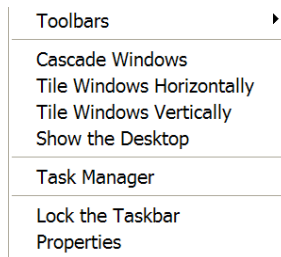 Toolbars
Cascade Windows
Tile Windows Horizontally
Tile Windows Vertically
Show the Desktop
Task Manager
Lock the Taskbar
Properties